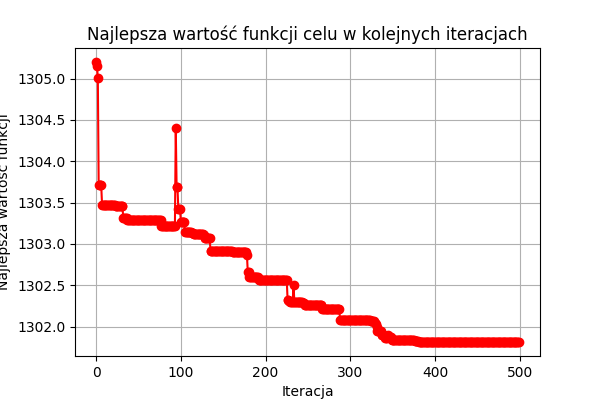 Najlepsza wartość funkcji celu w kolejnych iteracjach
Najlepsza wartość funkcji
1305.0
1304.5
1304.0
1303.5
1303.0
1302.5
1302.0
0 100 200 300 400 500
Iteracja